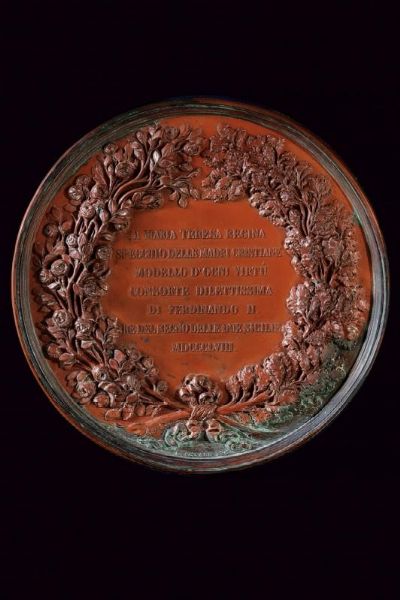 A MARIA TERESA REGINA
SPECCHIO DELLE MADRI CRISTIANE
MODELLO D'OGNI VIRTÙ
CONSORTE DILETTISSIMA
DI FERDINANDO II
RE DEL REGNO DELLE DUE SICILIE
MDCCCLVIII